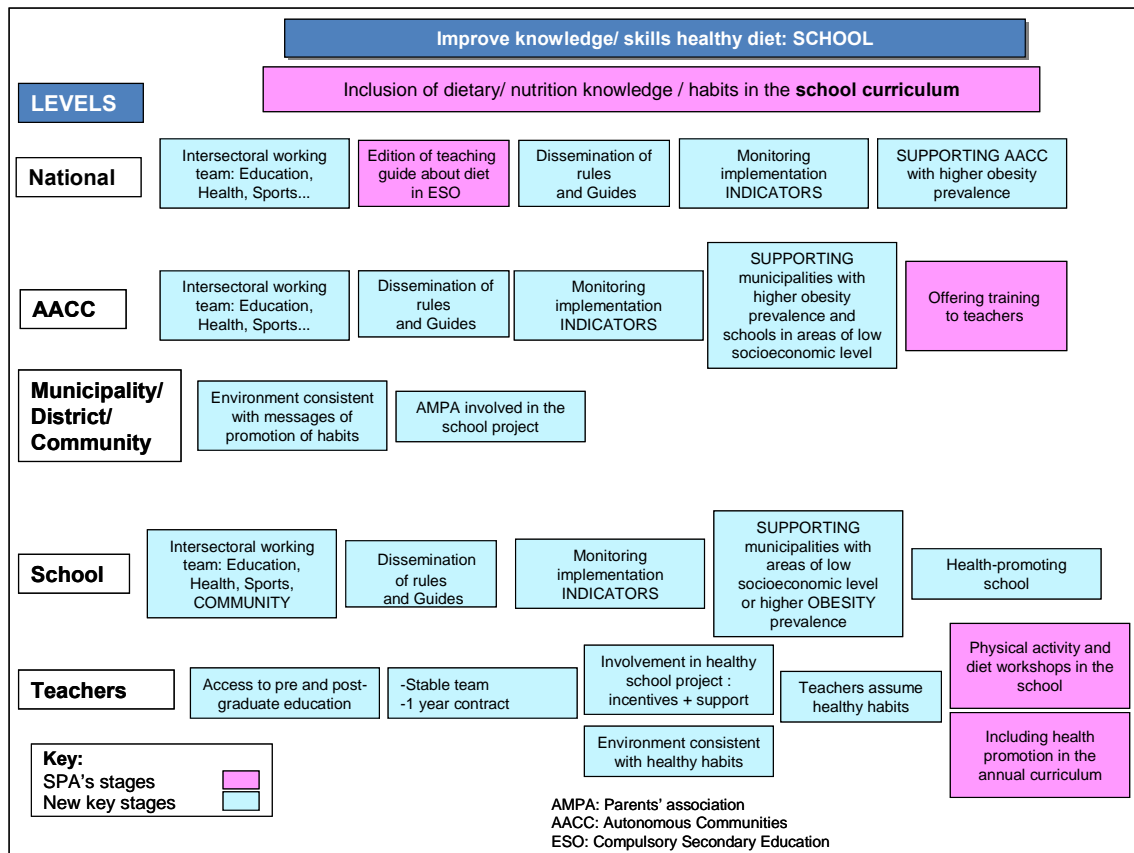 Improve knowledge/ skills healthy diet: SCHOOL
Inclusion of dietary/ nutrition knowledge / habits in the school curriculum
LEVELS
National
Intersectoral working
team: Education,
Health, Sports...
Edition of teaching
guide about diet
in ESO
Dissemination of
rules
and Guides
Monitoring
implementation
INDICATORS
SUPPORTING AACC
with higher obesity
prevalence
AACC
Intersectoral working
team: Education,
Health, Sports...
Dissemination of
rules
and Guides
Monitoring
implementation
INDICATORS
SUPPORTING
municipalities with
higher obesity
prevalence and
schools in areas of low
socioeconomic level
Offering training
to teachers
Municipality/
District/
Community
Environment consistent
with messages of
promotion of habits
AMPA involved in the
school project
School
Intersectoral working
team: Education,
Health, Sports,
COMMUNITY
Dissemination
of rules
and Guides
Monitoring
implementation
INDICATORS
SUPPORTING
municipalities with
areas of low
socioeconomic level
or higher OBESITY
prevalence
Health-promoting
school
Teachers
Access to pre and post-
graduate education
-Stable team
-1 year contract
Involvement in healthy
school project :
incentives + support
Environment consistent
with healthy habits
Teachers assume
healthy habits
Physical activity and
diet workshops in the
school
Including health
promotion in the
annual curriculum
Key:
SPA's stages
New key stages
AMPA: Parents' association
AACC: Autonomous Communities
ESO: Compulsory Secondary Education